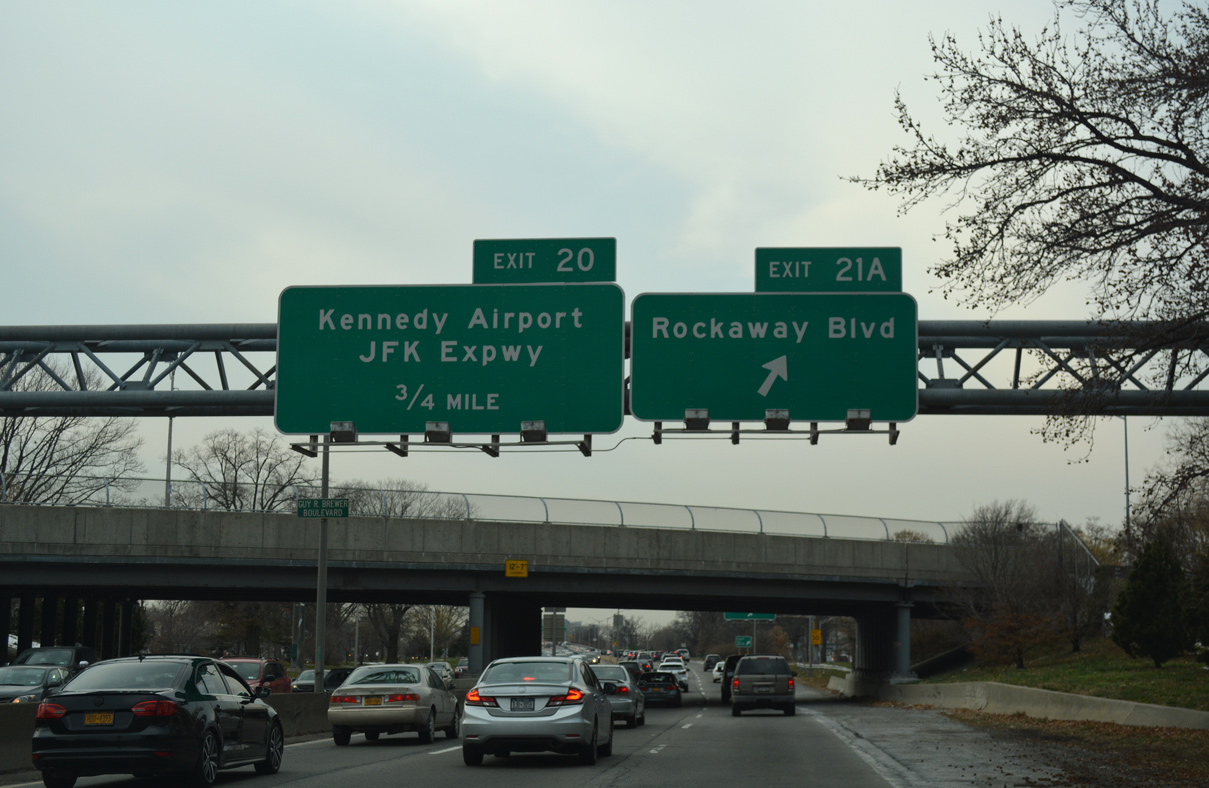 EXIT 20
Kennedy Airport
JFK Expwy
3/4 MILE
EXIT 21A
Rockaway Blvd
GUY R. BREWER
BOULEVARD